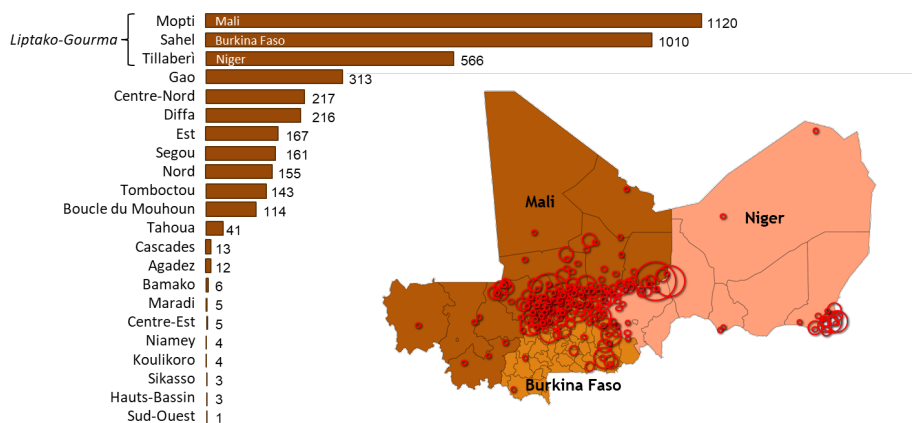 Mopti Mali 1120
Liptako-Gourma Sahel Burkina Faso 1010
Tillaberì Niger 566
Gao 313
Centre-Nord 217
Diffa 216
Est 167
Segou 161
Nord 155
Tomboctou 143
Boucle du Mouhoun 114
Tahoua 41
Cascades 13
Agadez 12
Bamako 6
Maradi 5
Centre-Est 5
Niamey 4
Koulikoro 4
Sikasso 3
Hauts-Bassin 3
Sud-Ouest 1
Mali
Niger
Burkina Faso